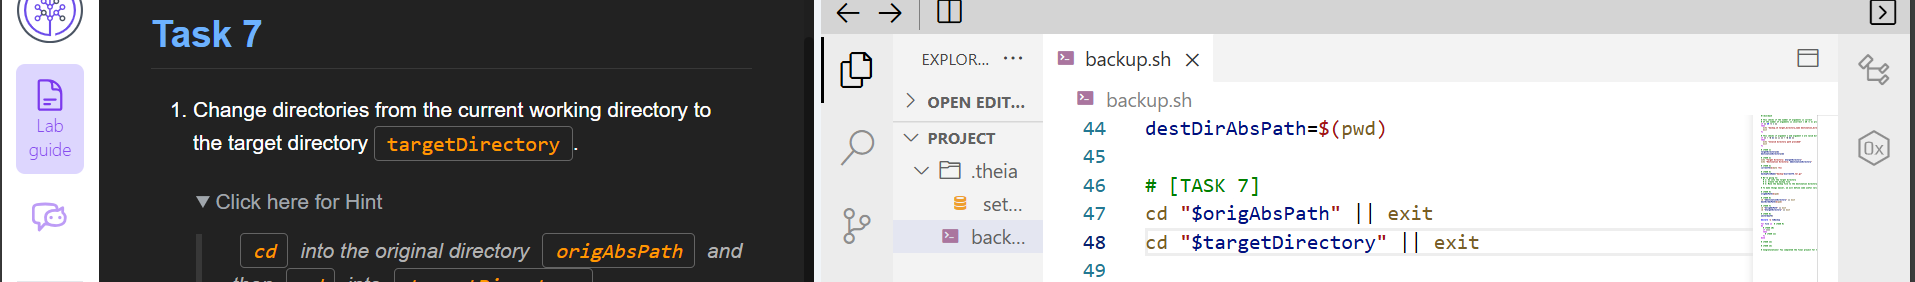 Task 7
Lab
guide
1. Change directories from the current working directory to
the target directory targetDirectory .
▼ Click here for Hint
cd into the original directory origAbsPath and
EXPLOR... ···
OPEN EDIT...
PROJECT
.theia
set...
back...
backup.sh
backup.sh
44 destDirAbsPath=$(pwd)
45
46 # [TASK 7]
47 cd "$origAbsPath" || exit
48 cd "$targetDirectory" || exit
49
0x